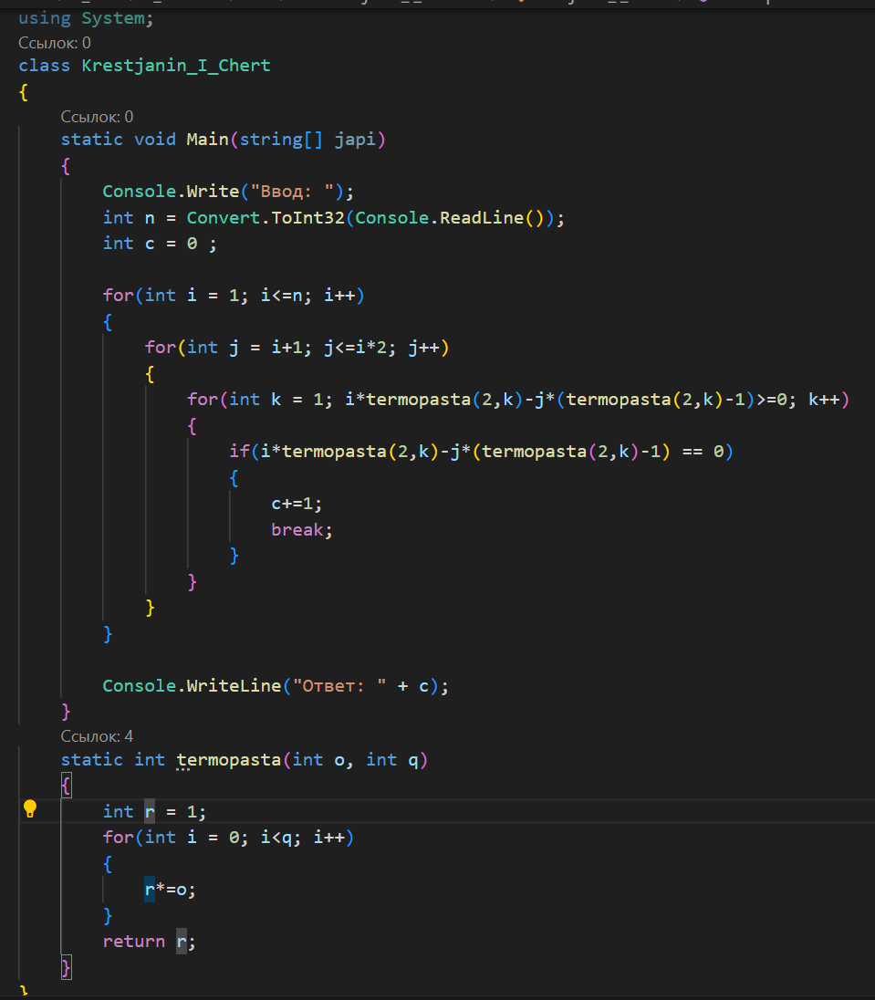 using System;
Ссылок: 0
class Krestjanin_I_Chert
{
Ссылок: 0
static void Main(string[] japi)
{
Console.Write("Ввод: ");
int n = Convert.ToInt32(Console.ReadLine());
int c = 0 ;
for(int i = 1; i<=n; i++)
{
for(int j = i+1; j<=i*2; j++)
{
for(int k = 1; i*termopasta(2,k)-j*(termopasta(2,k)-1)>=0; k++)
{
if(i*termopasta(2,k)-j*(termopasta(2,k)-1) == 0)
{
c+=1;
break;
}
}
}
}
Console.WriteLine("Ответ: " + c);
}
Ссылок: 4
static int termopasta(int o, int q)
{
int r = 1;
for(int i = 0; i<q; i++)
{
r*=o;
}
return r;
}
}